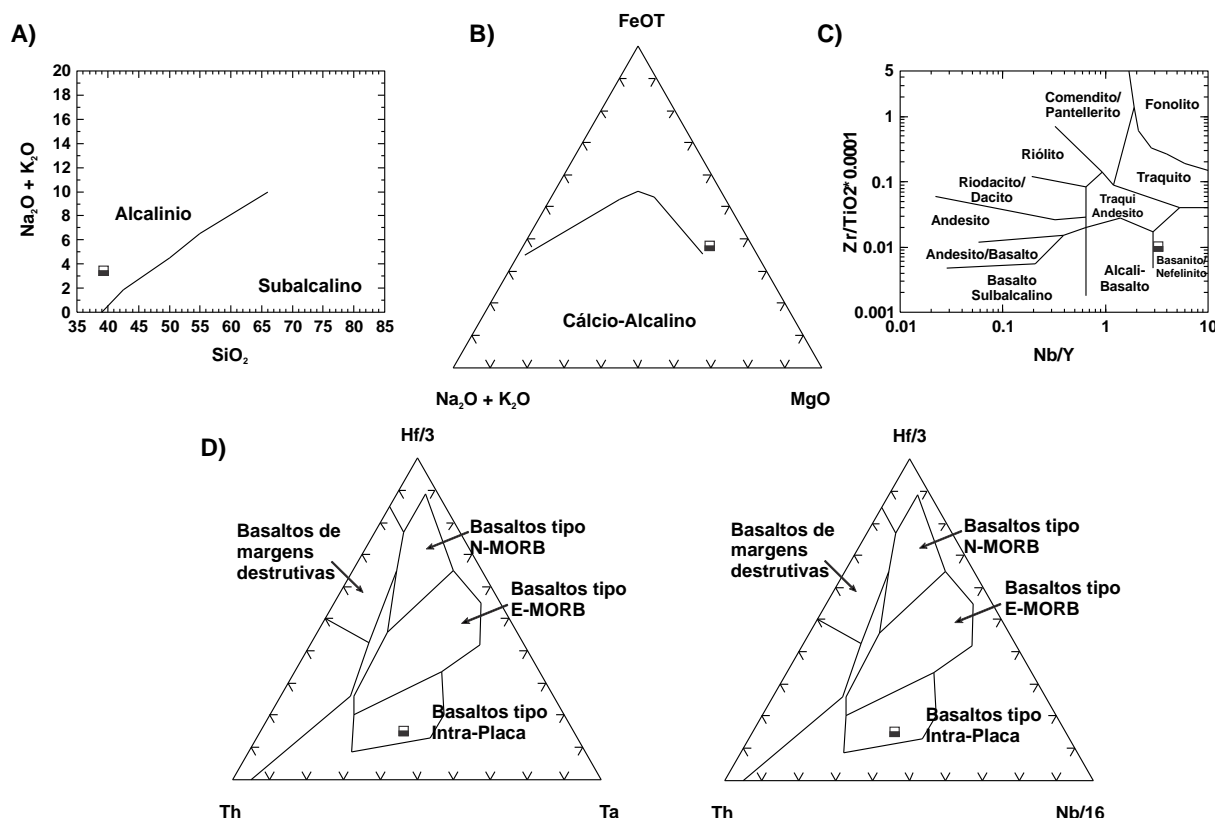 A)
Na₂O + K₂O
20
18
16
14
12
10
8
6
4
2
0
Alcalinio
Subalcalino
35 40 45 50 55 60 65 70 75 80 85
SiO₂
B)
FeOT
Cálcio-Alcalino
Na₂O + K₂O
MgO
C)
Zr/TiO2*0.0001
5
1
0.1
0.01
0.001
Comendito/
Pantellerito
Fonolito
Riólito
Traquito
Riodacito/
Dacito
Traqui
Andesito
Andesito
Andesito/Basalto
Basanito/
Nefelinito
Alcali-
Basalto
Basalto
Sulbalcalino
0.01 0.1 1 10
Nb/Y
D)
Hf/3
Basaltos de
margens
destrutivas
Basaltos tipo
N-MORB
Basaltos tipo
E-MORB
Basaltos tipo
Intra-Placa
Th
Ta
Hf/3
Basaltos de
margens
destrutivas
Basaltos tipo
N-MORB
Basaltos tipo
E-MORB
Basaltos tipo
Intra-Placa
Th
Nb/16